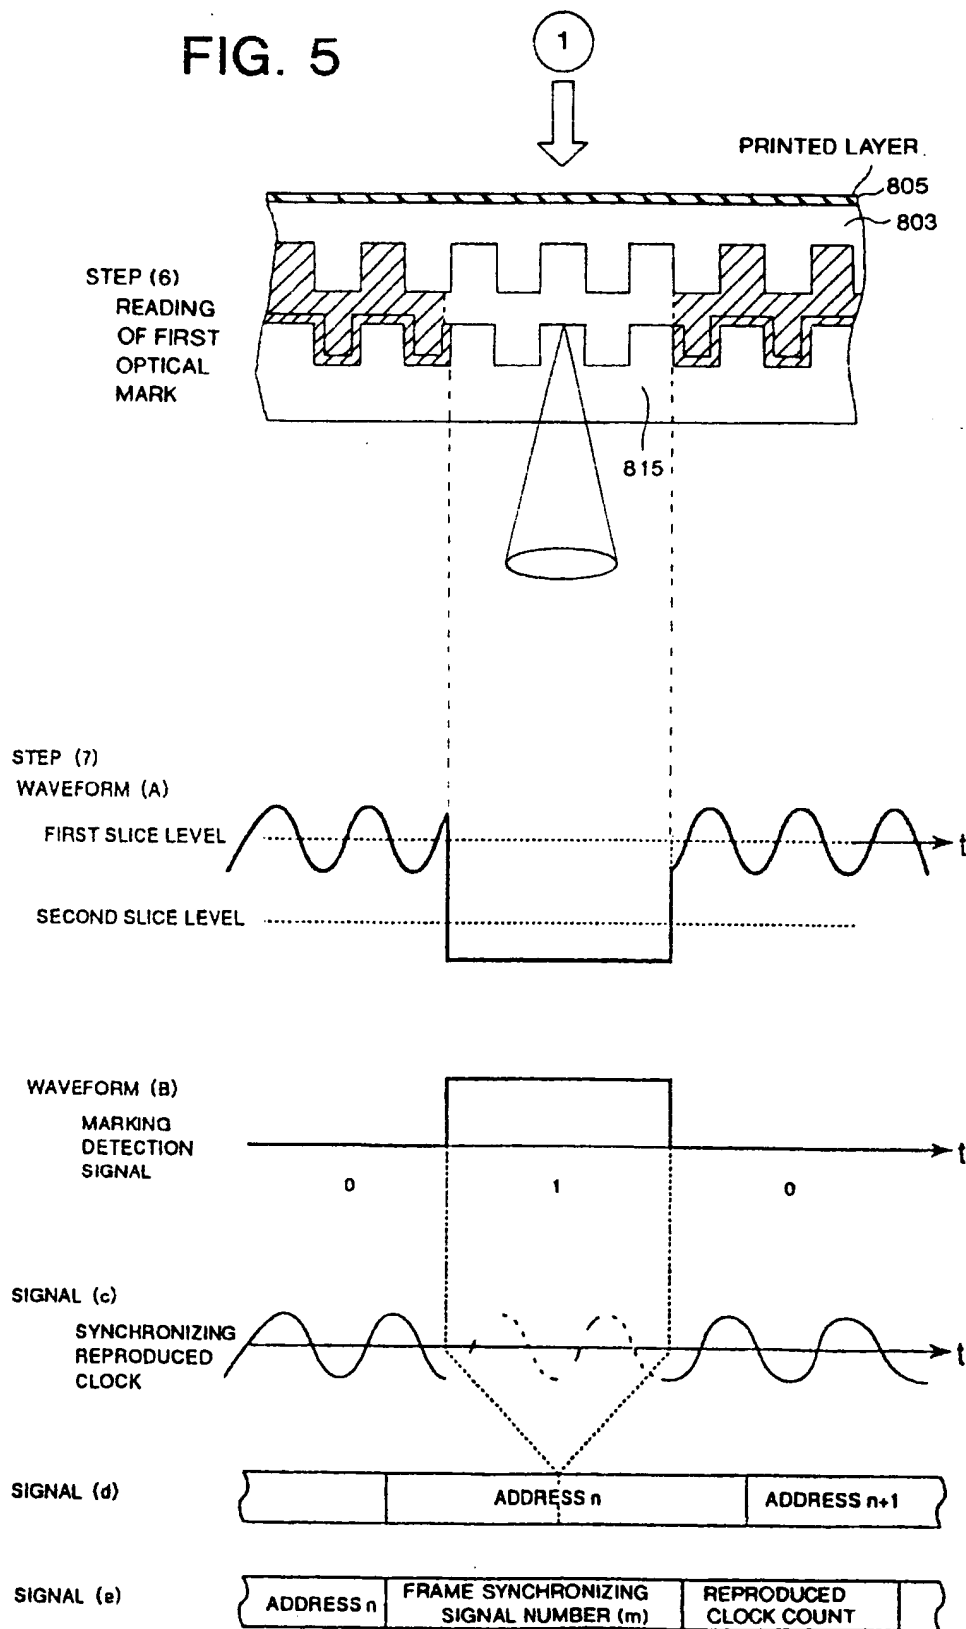 FIG. 5
1
PRINTED LAYER
805
803
STEP (6)
READING
OF FIRST
OPTICAL
MARK
815
STEP (7)
WAVEFORM (A)
FIRST SLICE LEVEL
t
SECOND SLICE LEVEL
WAVEFORM (B)
MARKING
DETECTION
SIGNAL
t
0
1
0
SIGNAL (c)
SYNCHRONIZING
REPRODUCED
CLOCK
t
SIGNAL (d)
ADDRESS n
ADDRESS n+1
SIGNAL (e)
ADDRESS n
FRAME SYNCHRONIZING
SIGNAL NUMBER (m)
REPRODUCED
CLOCK COUNT